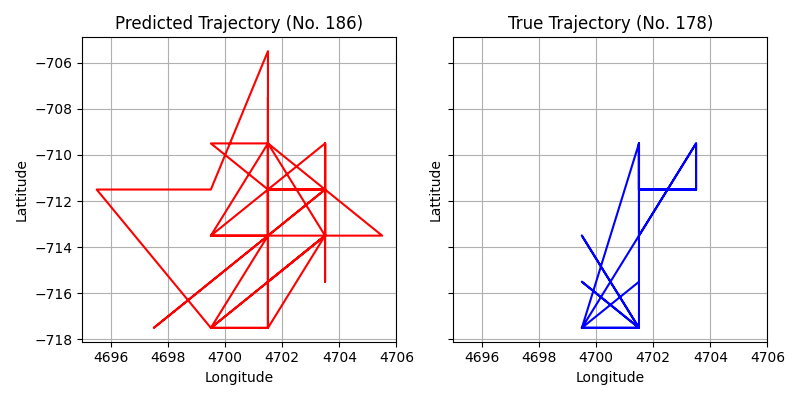 Predicted Trajectory (No. 186)
True Trajectory (No. 178)
Lattitude
−706
−708
−710
−712
−714
−716
−718
4696 4698 4700 4702 4704 4706
Longitude
Lattitude
4696 4698 4700 4702 4704 4706
Longitude